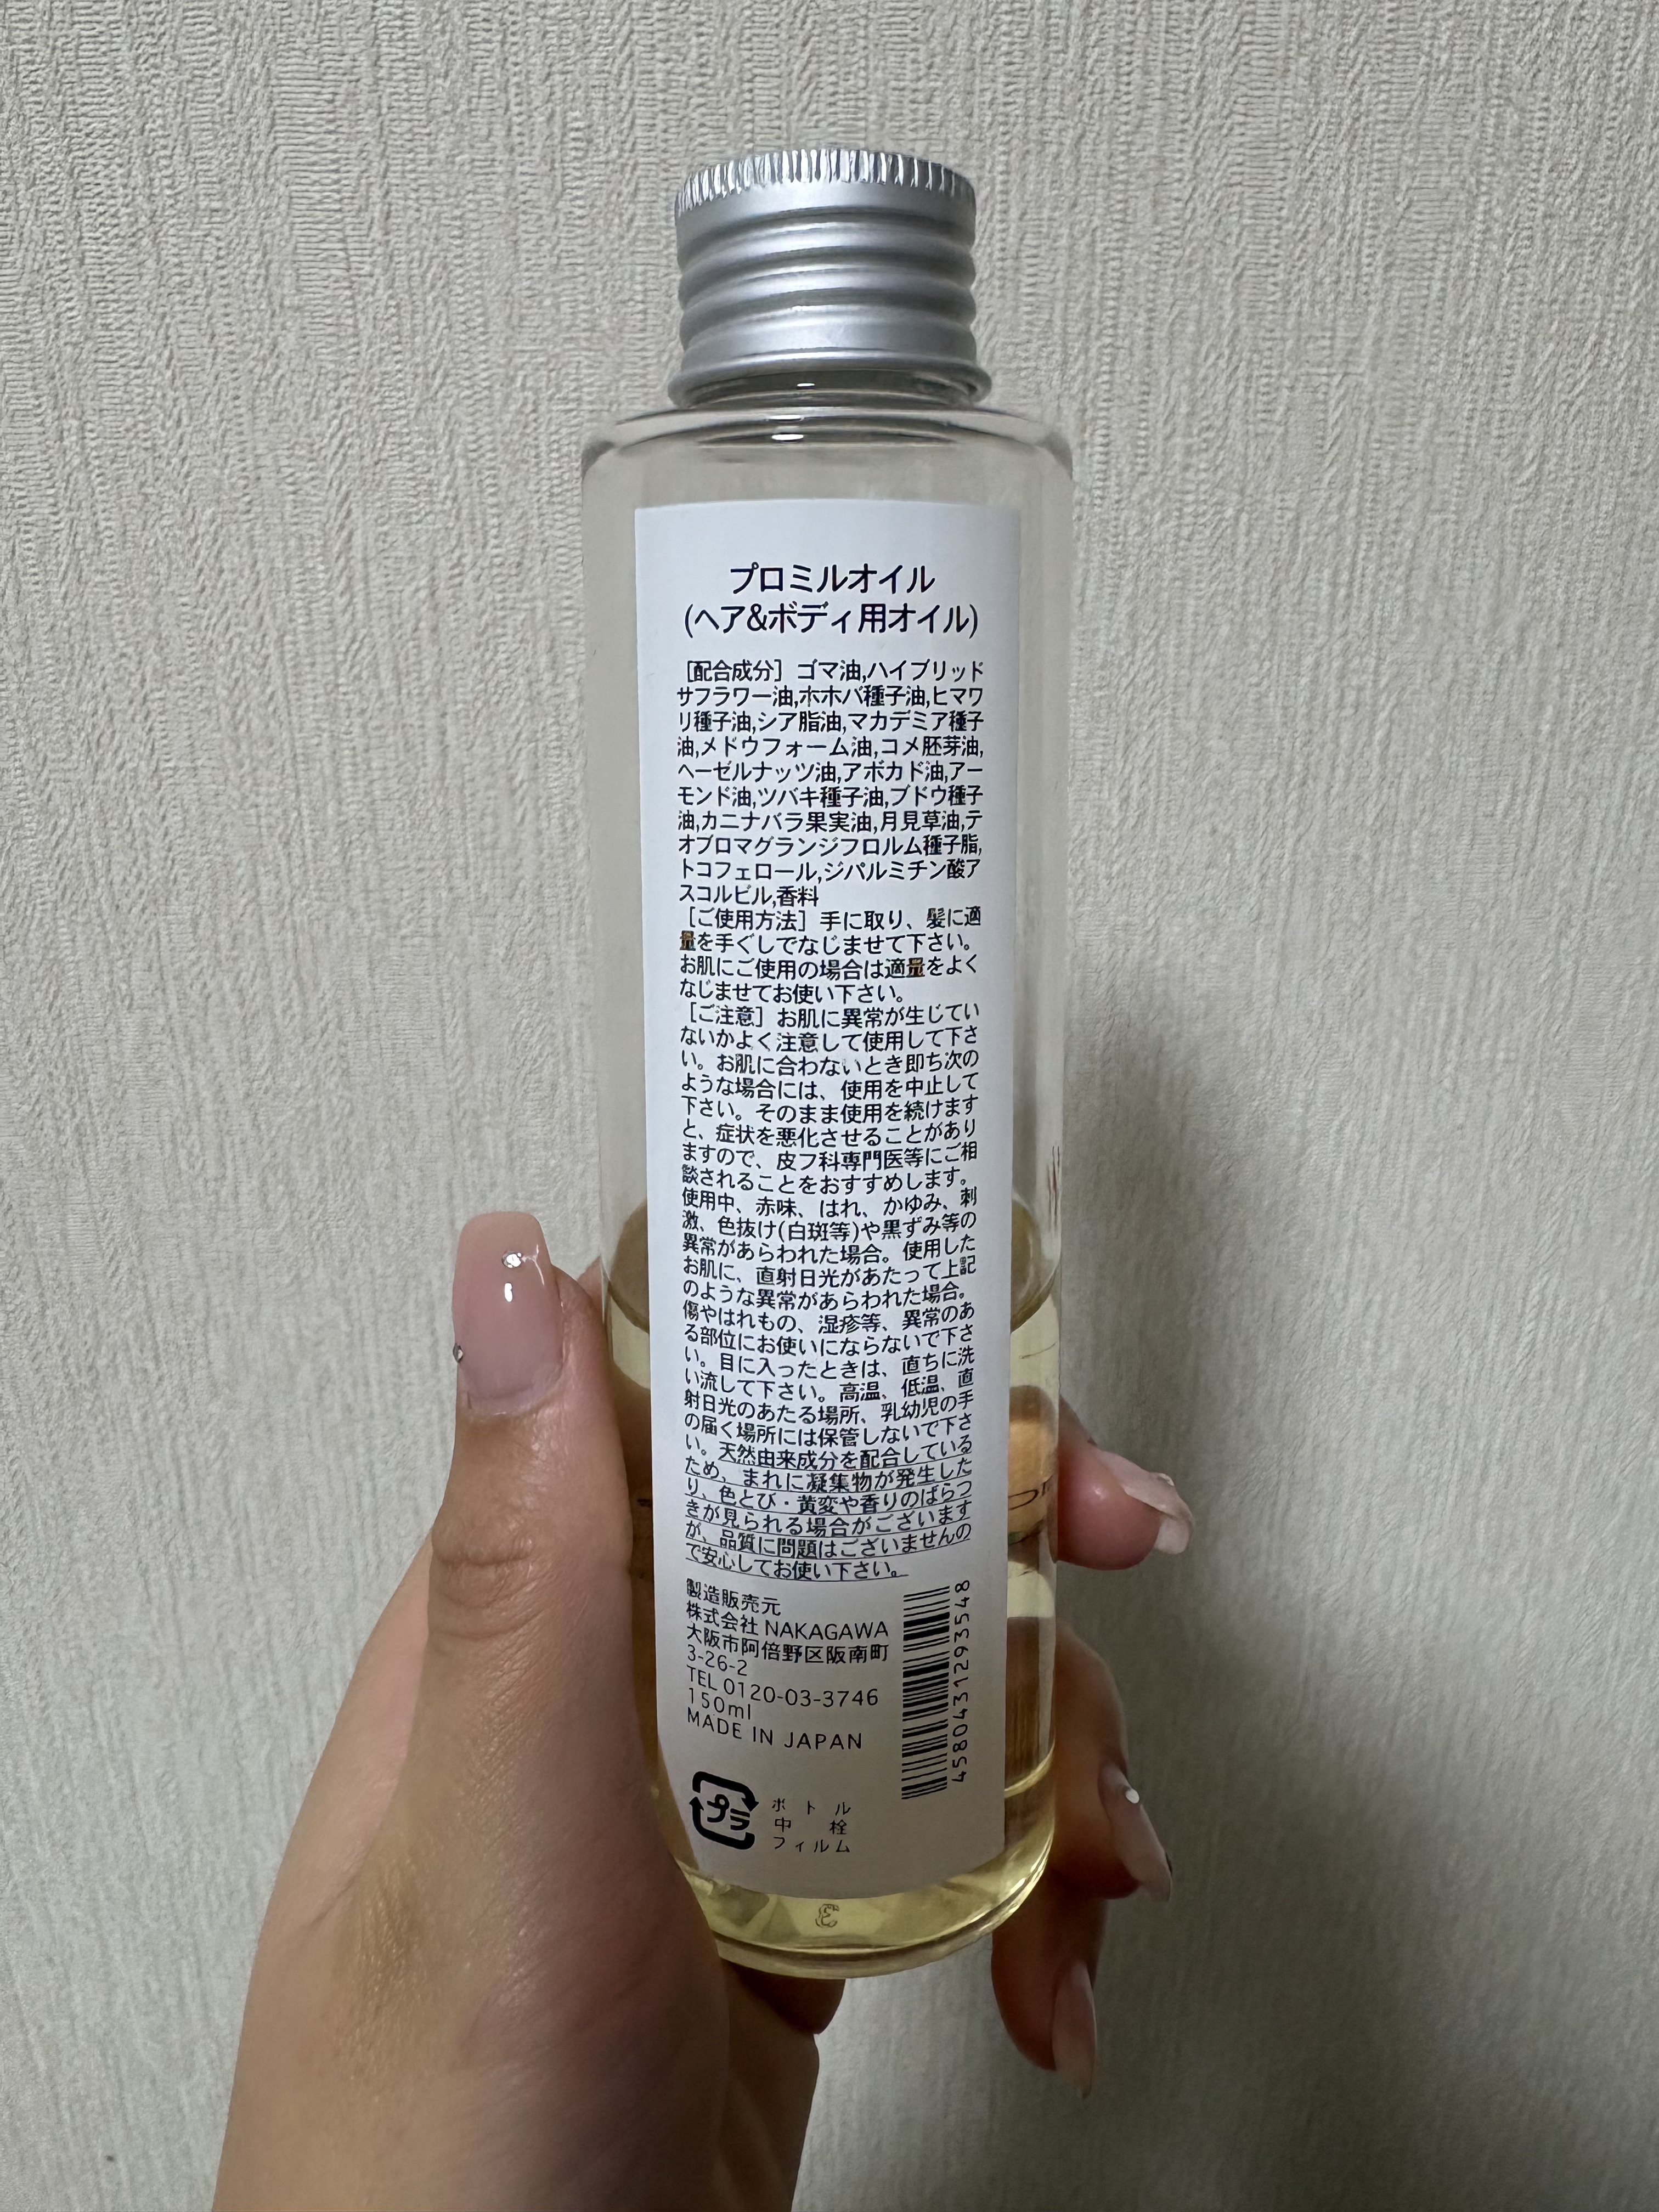 プロミルオイル
(ヘア&ボディ用オイル)
［配合成分］ゴマ油,ハイブリッド
サフラワー油,ホホバ種子油,ヒマワ
リ種子油,シア脂油,マカデミア種子
油,メドウフォーム油,コメ胚芽油,
ヘーゼルナッツ油,アボカド油,アー
モンド油,ツバキ種子油,ブドウ種子
油,カニナバラ果実油,月見草油,テ
オブロマグランジフロルム種子脂,
トコフェロール,ジパルミチン酸ア
スコルビル,香料
［ご使用方法］手に取り、髪に適
量を手ぐしでなじませて下さい。
お肌にご使用の場合は適量をよく
なじませてお使い下さい。
［ご注意］お肌に異常が生じてい
ないかよく注意して使用して下さ
い。お肌に合わないとき即ち次の
ような場合には、使用を中止して
下さい。そのまま使用を続けます
と、症状を悪化させることがあり
ますので、皮フ科専門医等にご相
談されることをおすすめします。
使用中、赤味、はれ、かゆみ、刺
激、色抜け(白斑等)や黒ずみ等の
異常があらわれた場合。使用した
お肌に、直射日光があたって上記
のような異常があらわれた場合。
傷やはれもの、湿疹等、異常のあ
る部位にお使いにならないで下さ
い。目に入ったときは、直ちに洗
い流して下さい。高温、低温、直
射日光のあたる場所、乳幼児の手
の届く場所には保管しないで下さ
い。天然由来成分を配合している
ため、まれに凝集物が発生した
り、色とび・黄変や香りのばらつ
きが見られる場合がございます
が、品質に問題はございませんの
で安心してお使い下さい。
製造販売元
株式会社 NAKAGAWA
大阪市阿倍野区阪南町
3-26-2
TEL 0120-03-3746
150ml
MADE IN JAPAN
4580431293548
プラ
ボトル
中栓
フィルム
3